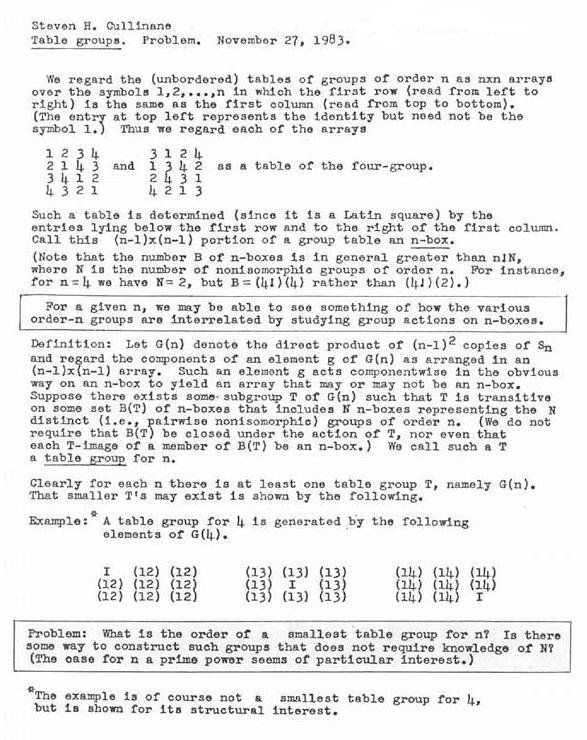 Steven H. Cullinane
Table groups. Problem. November 27, 1983.
We regard the (unbordered) tables of groups of order n as nxn arrays
over the symbols 1,2,...,n in which the first row (read from left to
right) is the same as the first column (read from top to bottom).
(The entry at top left represents the identity but need not be the
symbol 1.) Thus we regard each of the arrays
1 2 3 4 3 1 2 4
2 1 4 3 and 1 3 4 2 as a table of the four-group.
3 4 1 2 2 4 3 1
4 3 2 1 4 2 1 3
Such a table is determined (since it is a Latin square) by the
entries lying below the first row and to the right of the first column.
Call this (n-1)x(n-1) portion of a group table an n-box.
(Note that the number B of n-boxes is in general greater than n!N,
where N is the number of nonisomorphic groups of order n. For instance,
for n=4 we have N= 2, but B=(4!)(4) rather than (4!)(2).)
For a given n, we may be able to see something of how the various
order-n groups are interrelated by studying group actions on n-boxes.
Definition: Let G(n) denote the direct product of (n-1)² copies of Sn
and regard the components of an element g of G(n) as arranged in an
(n-1)x(n-1) array. Such an element g acts componentwise in the obvious
way on an n-box to yield an array that may or may not be an n-box.
Suppose there exists some subgroup T of G(n) such that T is transitive
on some set B(T) of n-boxes that includes N n-boxes representing the N
distinct (i.e., pairwise nonisomorphic) groups of order n. (We do not
require that B(T) be closed under the action of T, nor even that
each T-image of a member of B(T) be an n-box.) We call such a T
a table group for n.
Clearly for each n there is at least one table group T, namely G(n).
That smaller T's may exist is shown by the following.
Example:* A table group for 4 is generated by the following
elements of G(4).
I (12) (12) (13) (13) (13) (14) (14) (14)
(12) (12) (12) (13) I (13) (14) (14) (14)
(12) (12) (12) (13) (13) (13) (14) (14) I
Problem: What is the order of a smallest table group for n? Is there
some way to construct such groups that does not require knowledge of N?
(The case for n a prime power seems of particular interest.)
*The example is of course not a smallest table group for 4,
but is shown for its structural interest.